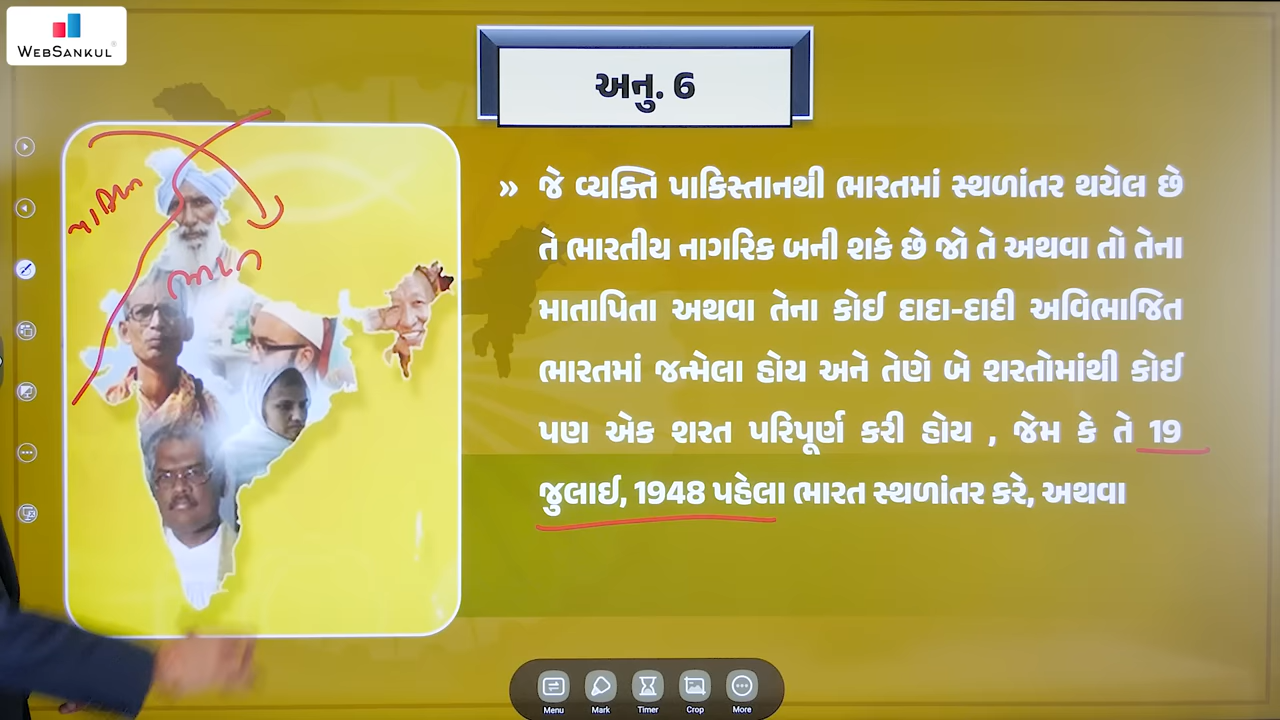 WEBSANKUL
અનુ. 6
» જે વ્યક્તિ પાકિસ્તાનથી ભારતમાં સ્થળાંતર થયેલ છે
તે ભારતીય નાગરિક બની શકે છે જો તે અથવા તો તેના
માતાપિતા અથવા તેના કોઈ દાદા-દાદી અવિભાજિત
ભારતમાં જન્મેલા હોય અને તેણે બે શરતોમાંથી કોઈ
પણ એક શરત પરિપૂર્ણ કરી હોય , જેમ કે તે 19
જુલાઈ, 1948 પહેલા ભારત સ્થળાંતર કરે, અથવા
ભારત
Menu Mark Timer Crop More